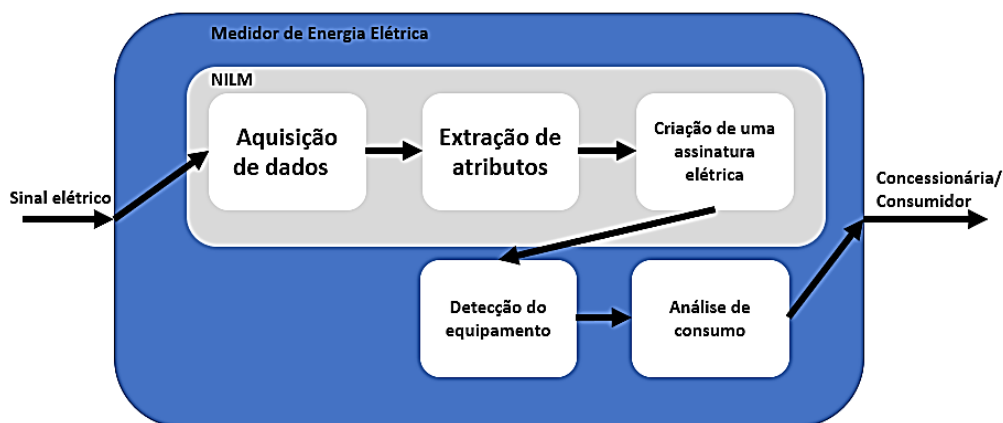 Medidor de Energia Elétrica
NILM
Aquisição
de dados
Extração de
atributos
Criação de uma
assinatura
elétrica
Sinal elétrico
Concessionária/
Consumidor
Detecção do
equipamento
Análise de
consumo